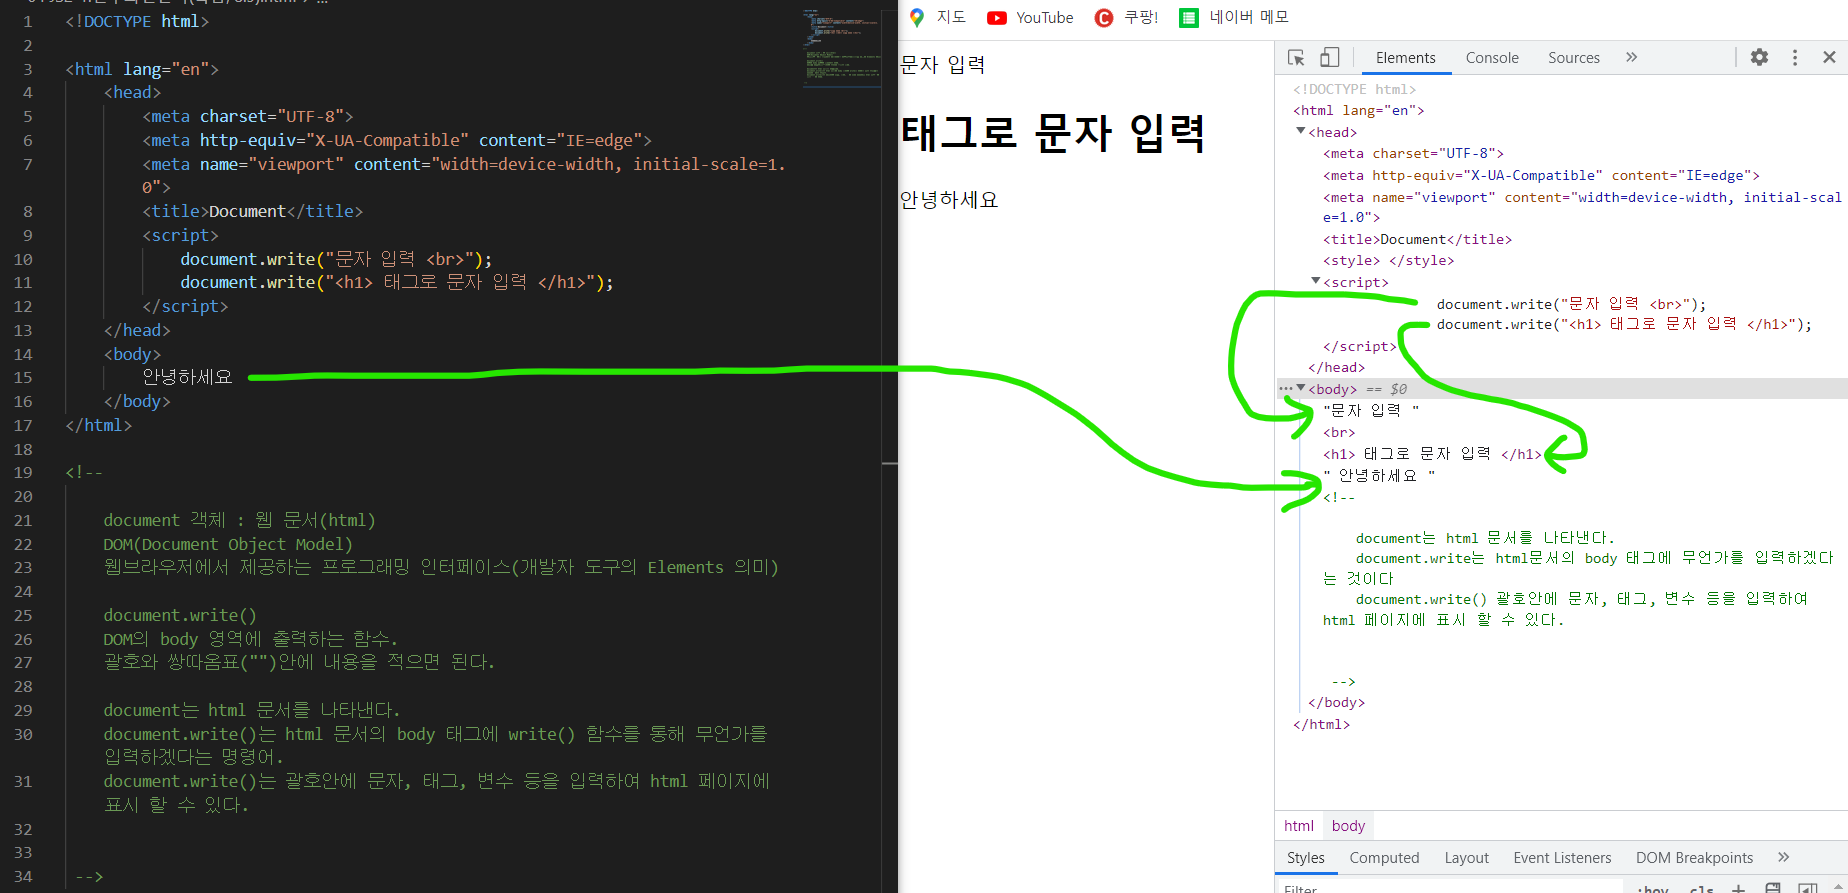 1 <!DOCTYPE html>
2
3 <html lang="en">
4 <head>
5 <meta charset="UTF-8">
6 <meta http-equiv="X-UA-Compatible" content="IE=edge">
7 <meta name="viewport" content="width=device-width, initial-scale=1.
0">
8 <title>Document</title>
9 <script>
10 document.write("문자 입력 <br>");
11 document.write("<h1> 태그로 문자 입력 </h1>");
12 </script>
13 </head>
14 <body>
15 안녕하세요
16 </body>
17 </html>
18
19 <!--
20
21 document 객체 : 웹 문서(html)
22 DOM(Document Object Model)
23 웹브라우저에서 제공하는 프로그래밍 인터페이스(개발자 도구의 Elements 의미)
24
25 document.write()
26 DOM의 body 영역에 출력하는 함수.
27 괄호와 쌍따옴표("")안에 내용을 적으면 된다.
28
29 document는 html 문서를 나타낸다.
30 document.write()는 html 문서의 body 태그에 write() 함수를 통해 무언가를
입력하겠다는 명령어.
31 document.write()는 괄호안에 문자, 태그, 변수 등을 입력하여 html 페이지에
표시 할 수 있다.
32
33
34 -->
지도 YouTube 쿠팡! 네이버 메모
문자 입력
태그로 문자 입력
안녕하세요
Elements Console Sources »
<!DOCTYPE html>
<html lang="en">
<head>
<meta charset="UTF-8">
<meta http-equiv="X-UA-Compatible" content="IE=edge">
<meta name="viewport" content="width=device-width, initial-scal
e=1.0">
<title>Document</title>
<style> </style>
<script>
document.write("문자 입력 <br>");
document.write("<h1> 태그로 문자 입력 </h1>");
</script>
</head>
<body> == $0
"문자 입력 "
<br>
<h1> 태그로 문자 입력 </h1>
" 안녕하세요 "
<!--
document는 html 문서를 나타낸다.
document.write는 html문서의 body 태그에 무언가를 입력하겠다
는 것이다
document.write() 괄호안에 문자, 태그, 변수 등을 입력하여
html 페이지에 표시 할 수 있다.
-->
</body>
</html>
html body
Styles Computed Layout Event Listeners DOM Breakpoints »
Filter :hov .cls +